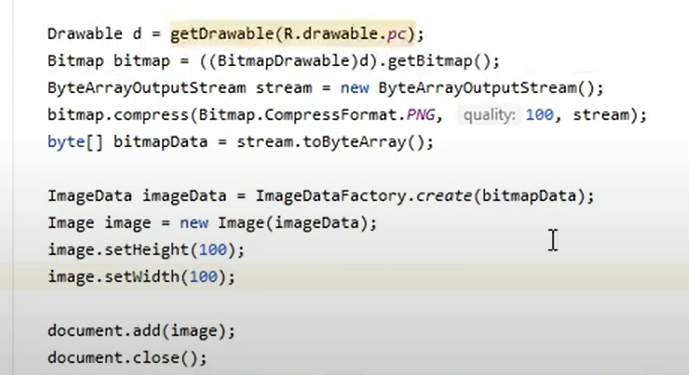 Drawable d = getDrawable(R.drawable.pc);
Bitmap bitmap = ((BitmapDrawable)d).getBitmap();
ByteArrayOutputStream stream = new ByteArrayOutputStream();
bitmap.compress(Bitmap.CompressFormat.PNG, quality: 100, stream);
byte[] bitmapData = stream.toByteArray();
ImageData imageData = ImageDataFactory.create(bitmapData);
Image image = new Image(imageData);
image.setHeight(100);
image.setWidth(100);
document.add(image);
document.close();